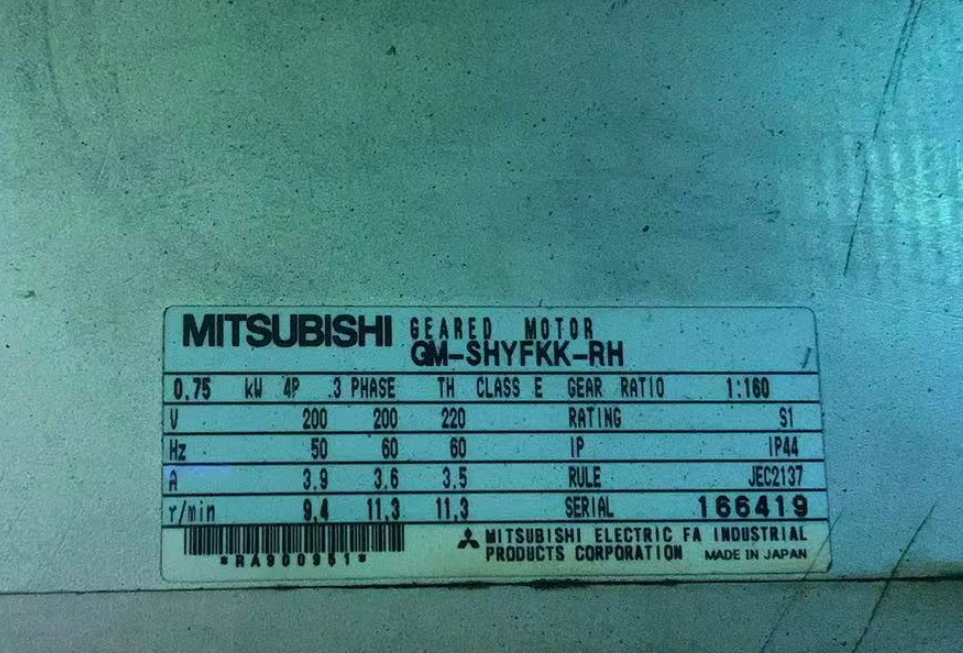 MITSUBISHI GEARED MOTOR
GM-SHYFKK-RH
0.75 kW 4P 3 PHASE TH CLASS E GEAR RATIO 1:160
V 200 200 220 RATING S1
Hz 50 60 60 IP IP44
A 3.9 3.6 3.5 RULE JEC2137
r/min 9.4 11.3 11.3 SERIAL 166419
*RA900951*
MITSUBISHI ELECTRIC FA INDUSTRIAL
PRODUCTS CORPORATION MADE IN JAPAN